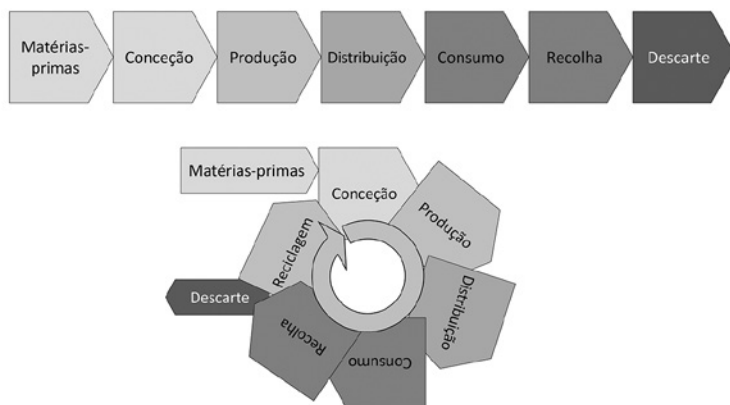 Matérias-
primas
Conceção
Produção
Distribuição
Consumo
Recolha
Descarte
Matérias-primas
Conceção
Produção
Distribuição
Consumo
Recolha
Descarte
Reciclagem